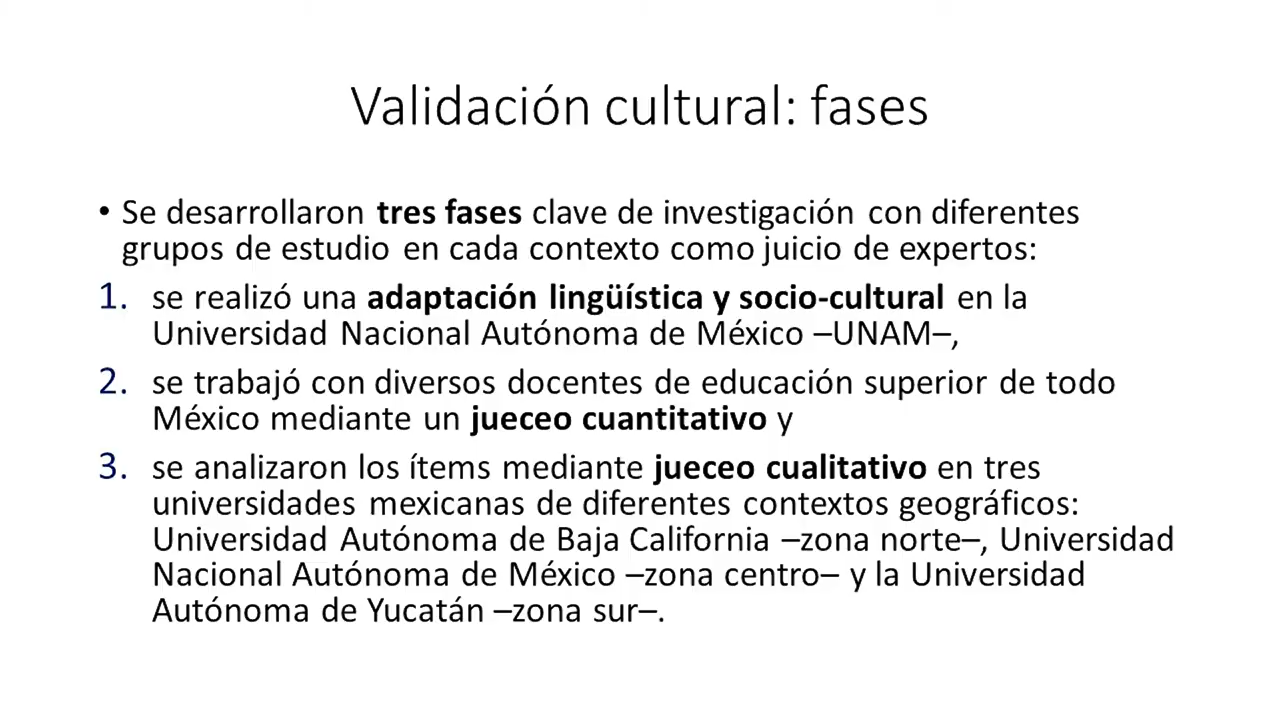 Validación cultural: fases
• Se desarrollaron tres fases clave de investigación con diferentes
grupos de estudio en cada contexto como juicio de expertos:
1. se realizó una adaptación lingüística y socio-cultural en la
Universidad Nacional Autónoma de México –UNAM–,
2. se trabajó con diversos docentes de educación superior de todo
México mediante un jueceo cuantitativo y
3. se analizaron los ítems mediante jueceo cualitativo en tres
universidades mexicanas de diferentes contextos geográficos:
Universidad Autónoma de Baja California –zona norte–, Universidad
Nacional Autónoma de México –zona centro– y la Universidad
Autónoma de Yucatán –zona sur–.